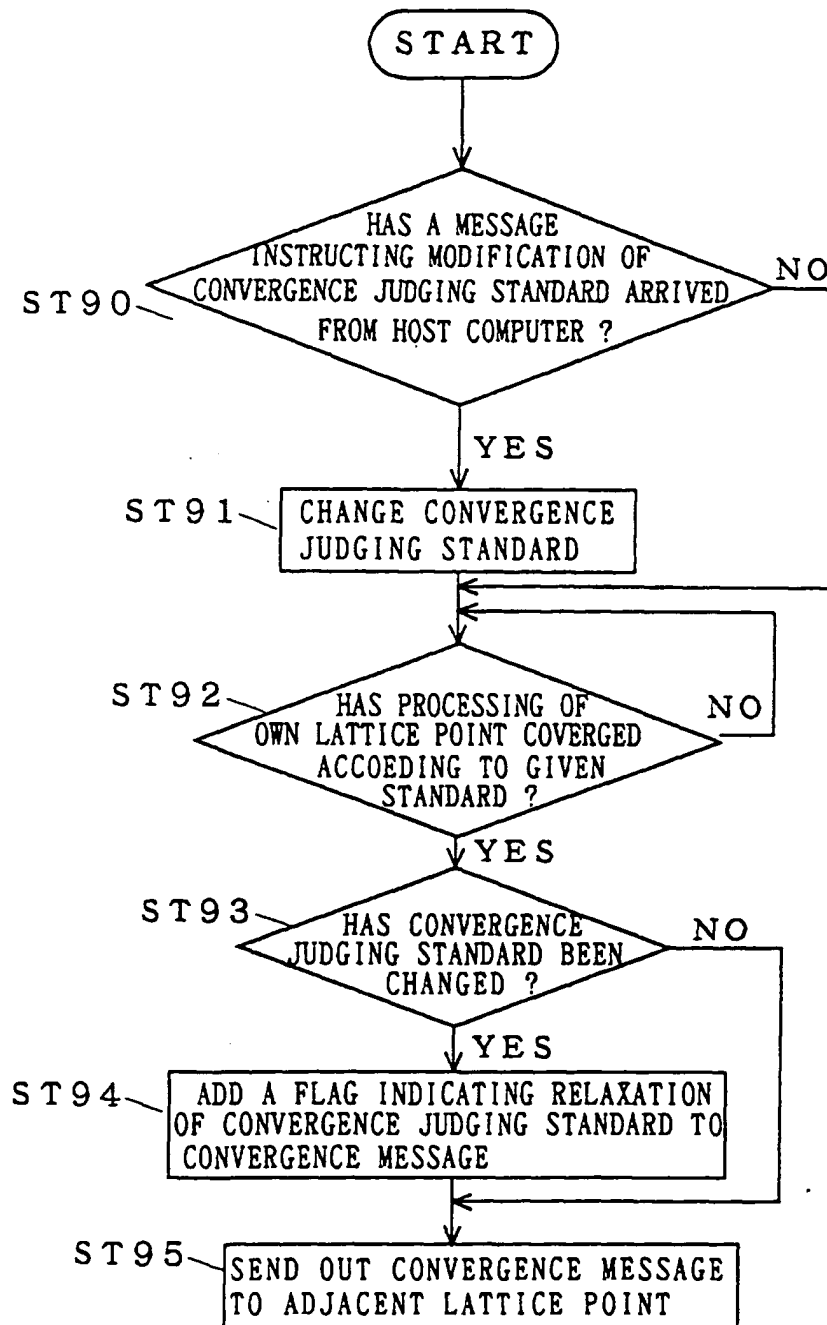 START
HAS A MESSAGE
INSTRUCTING MODIFICATION OF
CONVERGENCE JUDGING STANDARD ARRIVED
FROM HOST COMPUTER ?
NO
ST90
YES
ST91
CHANGE CONVERGENCE
JUDGING STANDARD
ST92
HAS PROCESSING OF
OWN LATTICE POINT COVERGED
ACCOEDING TO GIVEN
STANDARD ?
NO
YES
ST93
HAS CONVERGENCE
JUDGING STANDARD BEEN
CHANGED ?
NO
YES
ST94
ADD A FLAG INDICATING RELAXATION
OF CONVERGENCE JUDGING STANDARD TO
CONVERGENCE MESSAGE
ST95
SEND OUT CONVERGENCE MESSAGE
TO ADJACENT LATTICE POINT